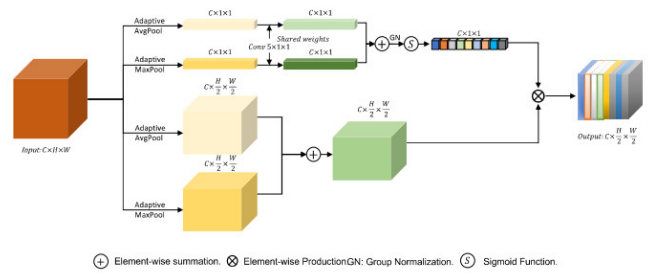 Adaptive
AvgPool
C×1×1
C×1×1
Shared weights
Conv 5×1×1
Adaptive
MaxPool
C×1×1
C×1×1
GN
S
C×1×1
Input:C×H×W
C×H/2×W/2
Adaptive
AvgPool
C×H/2×W/2
C×H/2×W/2
Adaptive
MaxPool
Output:C×H/2×W/2
Element-wise summation.
Element-wise Production.
GN: Group Normalization.
S
Sigmoid Function.